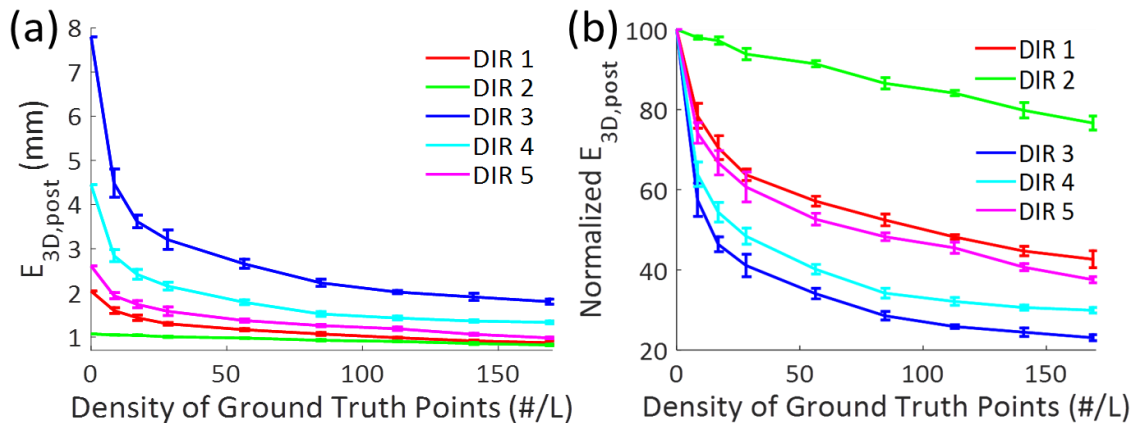 (a)
8
7
6
5
4
3
2
1
E3D,post (mm)
DIR 1
DIR 2
DIR 3
DIR 4
DIR 5
0
50
100
150
Density of Ground Truth Points (#/L)
(b)
100
80
60
40
20
Normalized E3D,post
DIR 1
DIR 2
DIR 3
DIR 4
DIR 5
0
50
100
150
Density of Ground Truth Points (#/L)